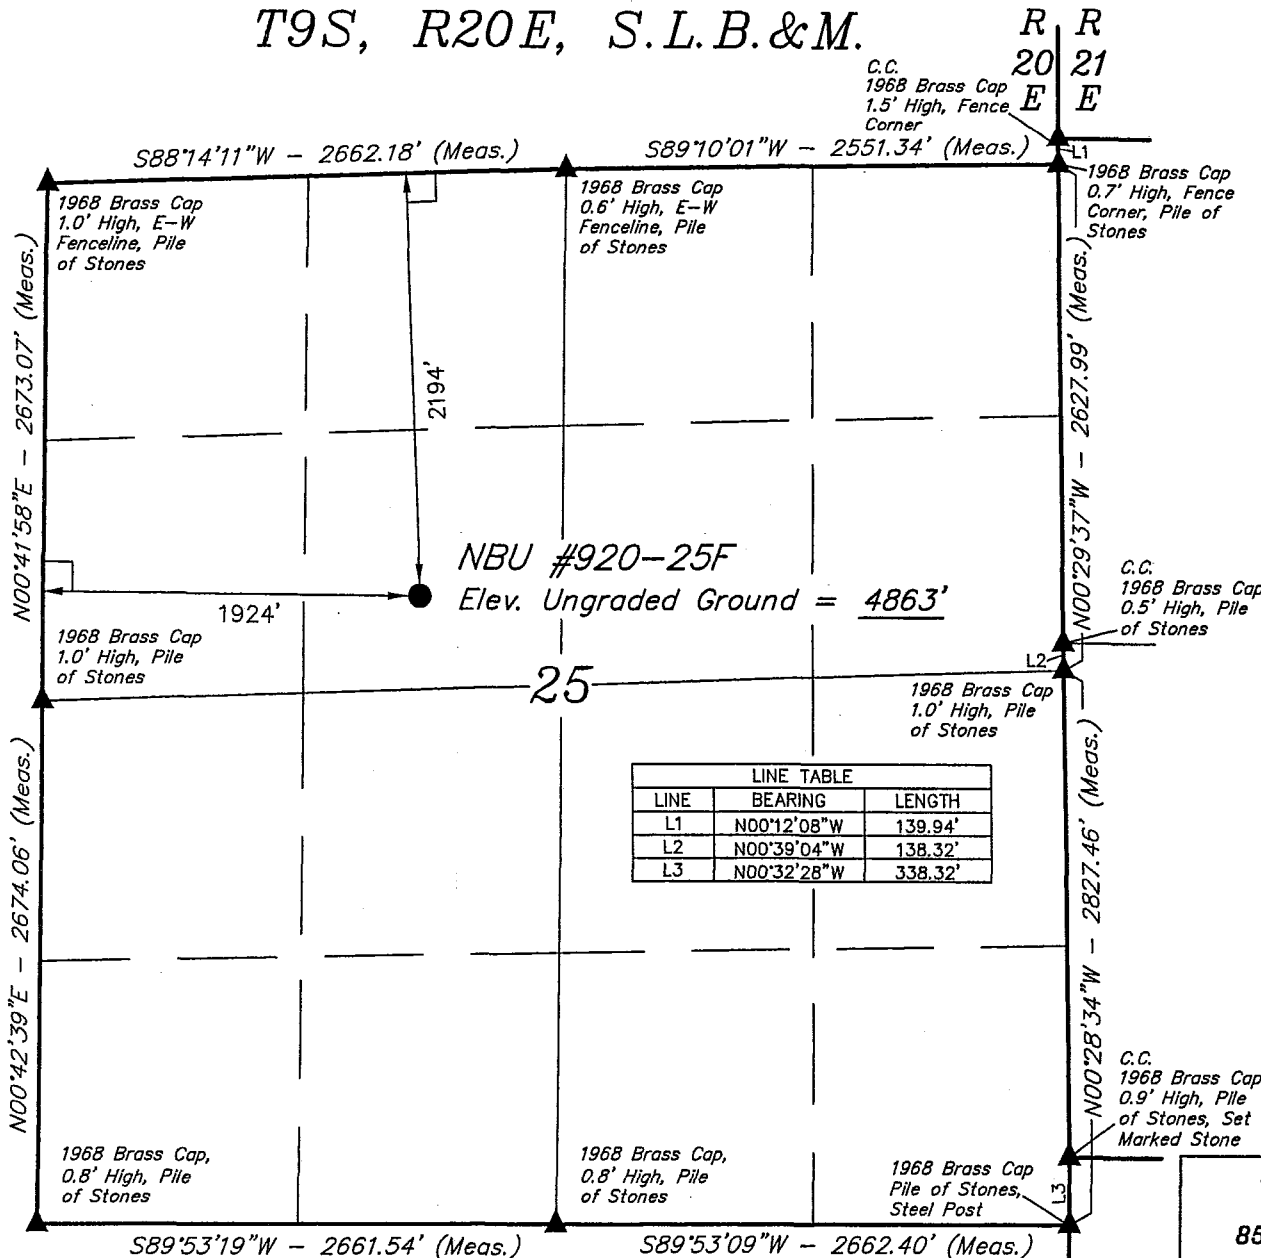 T9S, R20E, S.L.B.&M.
R R
20 21
E E
C.C.
1968 Brass Cap
1.5' High, Fence
Corner
S88°14'11"W - 2662.18' (Meas.)
S89°10'01"W - 2551.34' (Meas.)
L1
1968 Brass Cap
1.0' High, E-W
Fenceline, Pile
of Stones
1968 Brass Cap
0.6' High, E-W
Fenceline, Pile
of Stones
1968 Brass Cap
0.7' High, Fence
Corner, Pile of
Stones
N00°41'58"E - 2673.07' (Meas.)
2194'
N00°29'37"W - 2627.99' (Meas.)
NBU #920-25F
Elev. Ungraded Ground = 4863'
1924'
C.C.
1968 Brass Cap
0.5' High, Pile
of Stones
1968 Brass Cap
1.0' High, Pile
of Stones
L2
25
1968 Brass Cap
1.0' High, Pile
of Stones
LINE TABLE
LINE BEARING LENGTH
L1 N00°12'08"W 139.94'
L2 N00°39'04"W 138.32'
L3 N00°32'28"W 338.32'
N00°42'39"E - 2674.06' (Meas.)
N00°28'34"W - 2827.46' (Meas.)
C.C.
1968 Brass Cap
0.9' High, Pile
of Stones, Set
Marked Stone
1968 Brass Cap,
0.8' High, Pile
of Stones
1968 Brass Cap,
0.8' High, Pile
of Stones
1968 Brass Cap
Pile of Stones,
Steel Post
L3
85
S89°53'19"W - 2661.54' (Meas.)
S89°53'09"W - 2662.40' (Meas.)